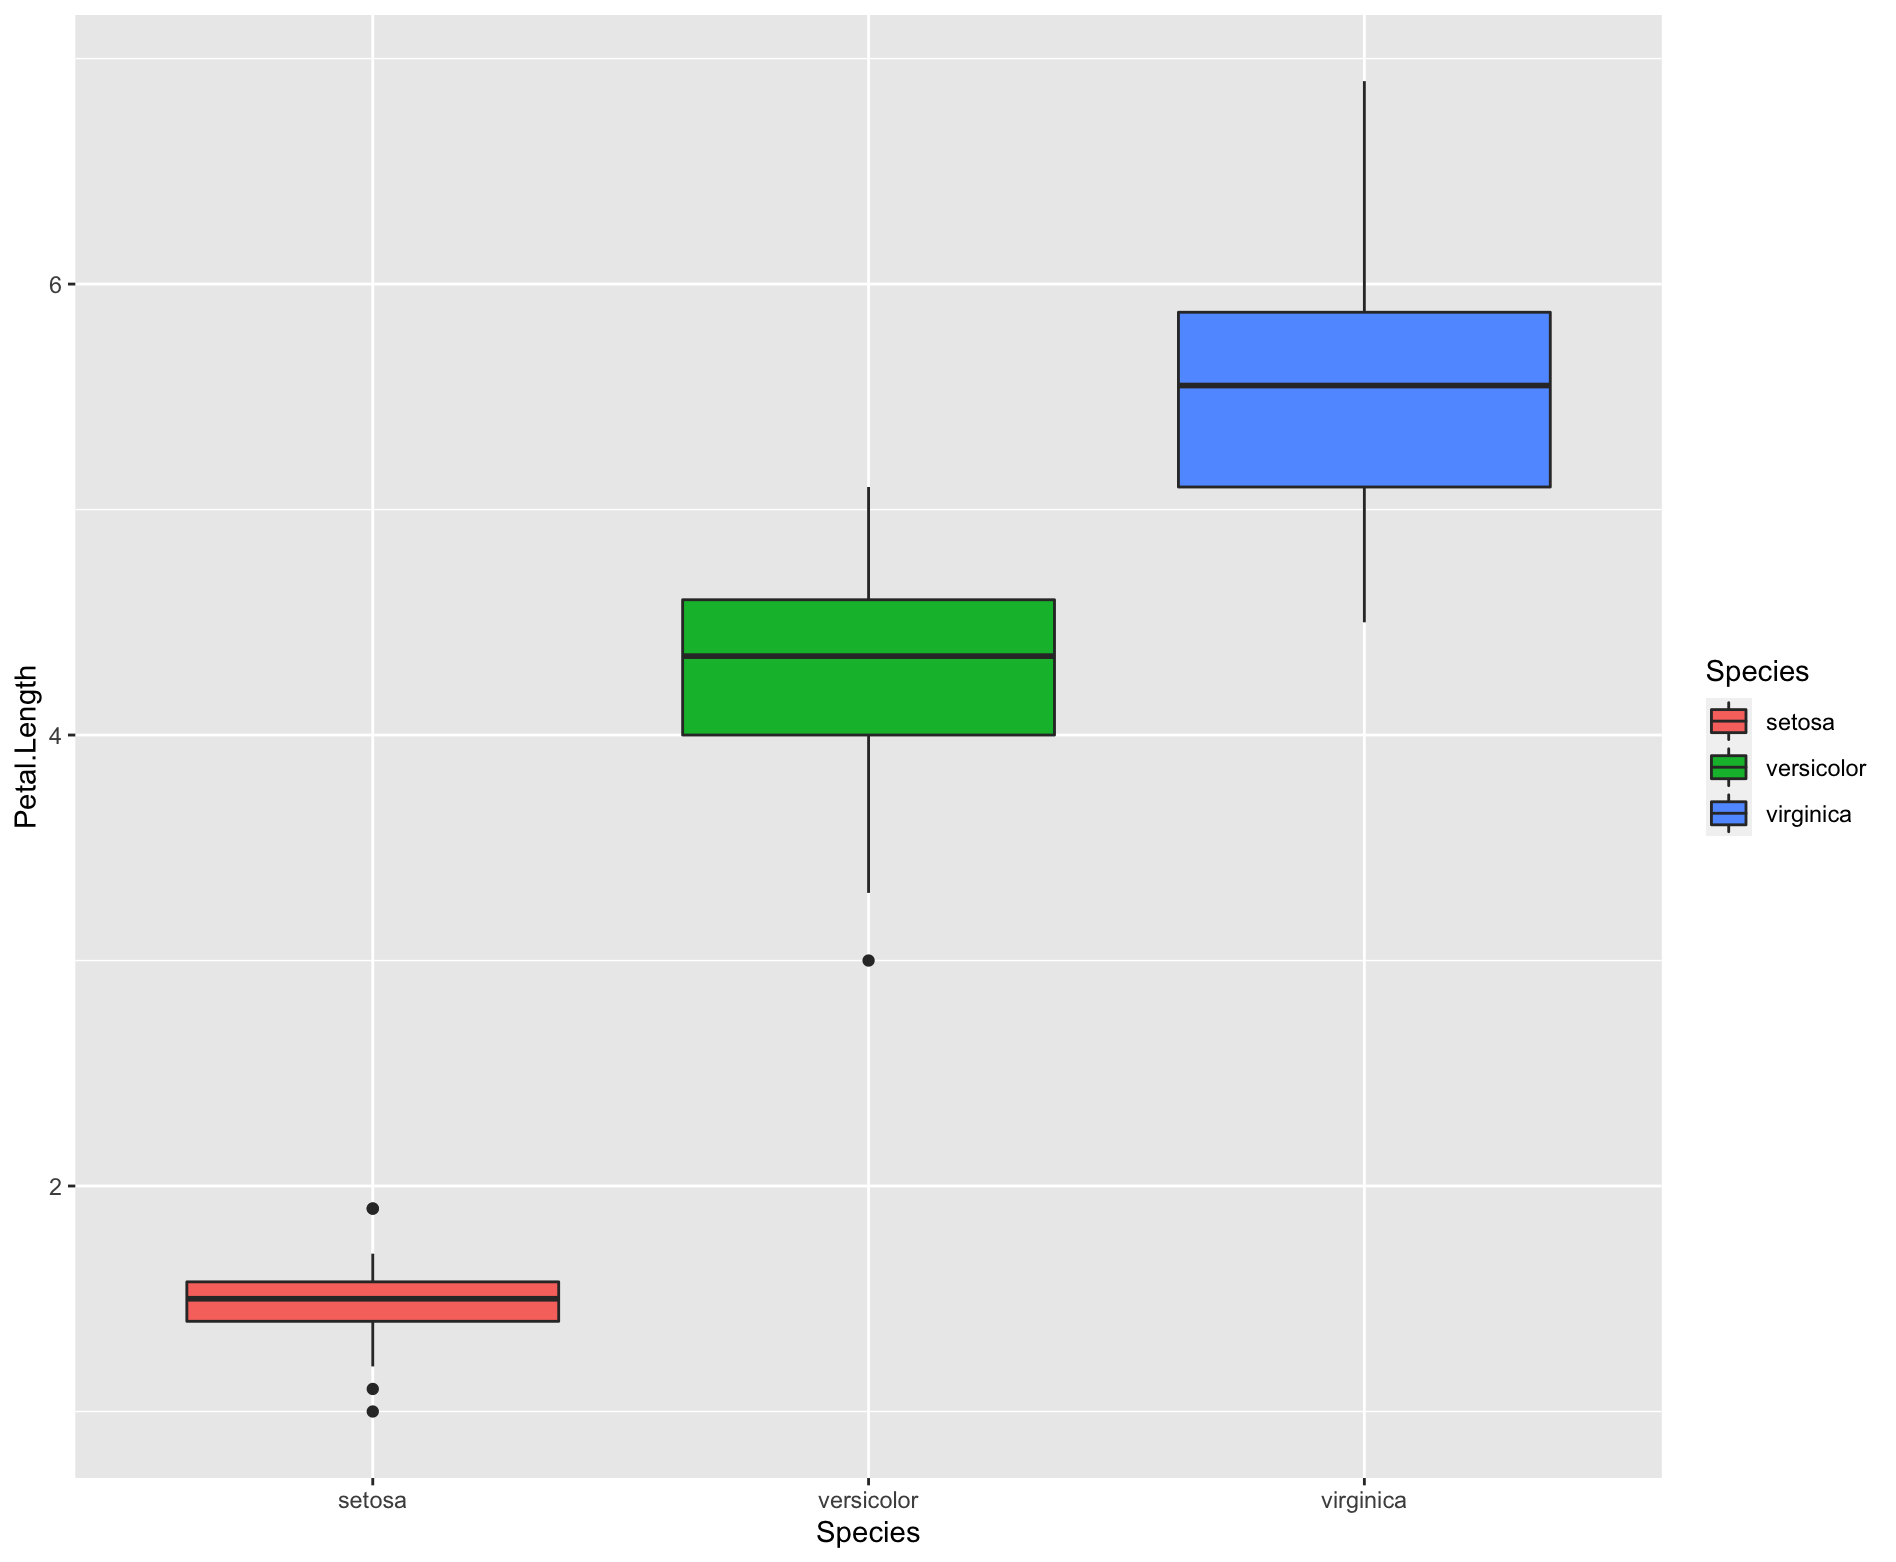 Petal.Length
6
4
2
setosa
versicolor
virginica
Species
Species
setosa
versicolor
virginica